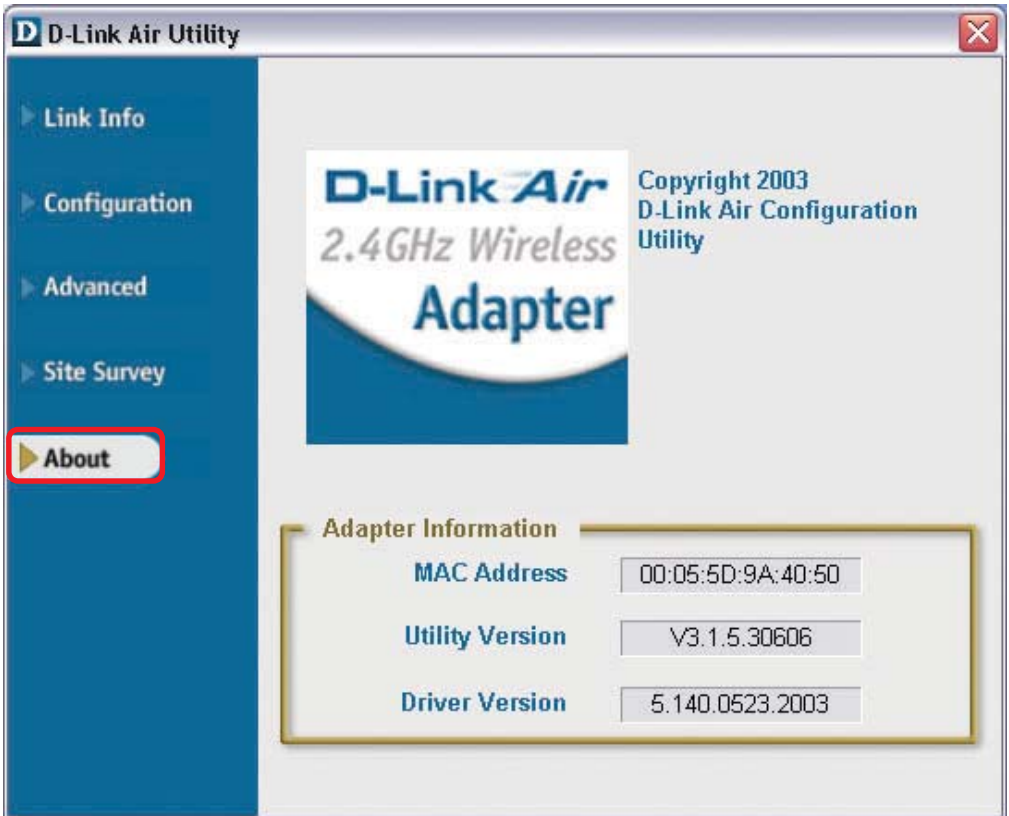 D D-Link Air Utility
Link Info
Configuration
Advanced
Site Survey
About
D-Link Air
2.4GHz Wireless
Adapter
Copyright 2003
D-Link Air Configuration
Utility
Adapter Information
MAC Address 00:05:5D:9A:40:50
Utility Version V3.1.5.30606
Driver Version 5.140.0523.2003